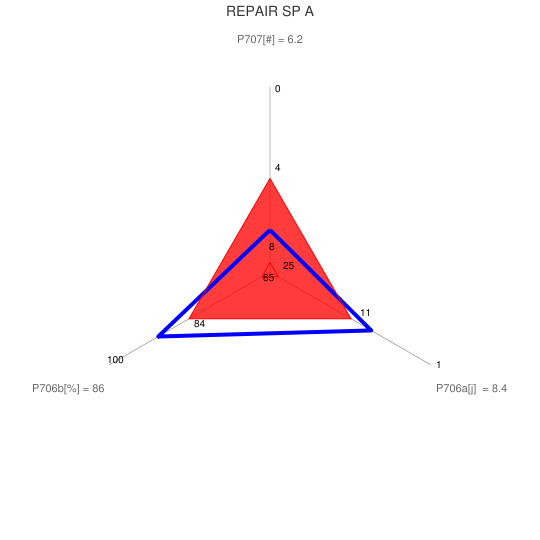 REPAIR SP A
P707[#] = 6.2
0
4
8
25
65
11
84
100
1
P706b[%] = 86
P706a[j]  = 8.4